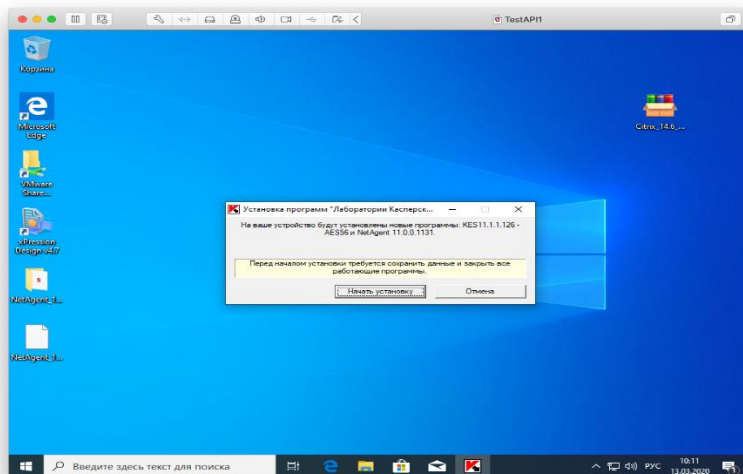 TestAPI1
Корзина
Microsoft
Edge
VMware
Share...
xPression
Design v4.7
NetAgent_1...
NetAgent_1...
Citrix_14.6_...
Установка программ "Лаборатории Касперск...
На ваше устройство будут установлены новые программы: KES11.1.1.126 -
AES56 и NetAgent 11.0.0.1131.
Перед началом установки требуется сохранить данные и закрыть все
работающие программы.
Начать установку
Отмена
Введите здесь текст для поиска
РУС
10:11
13.03.2020